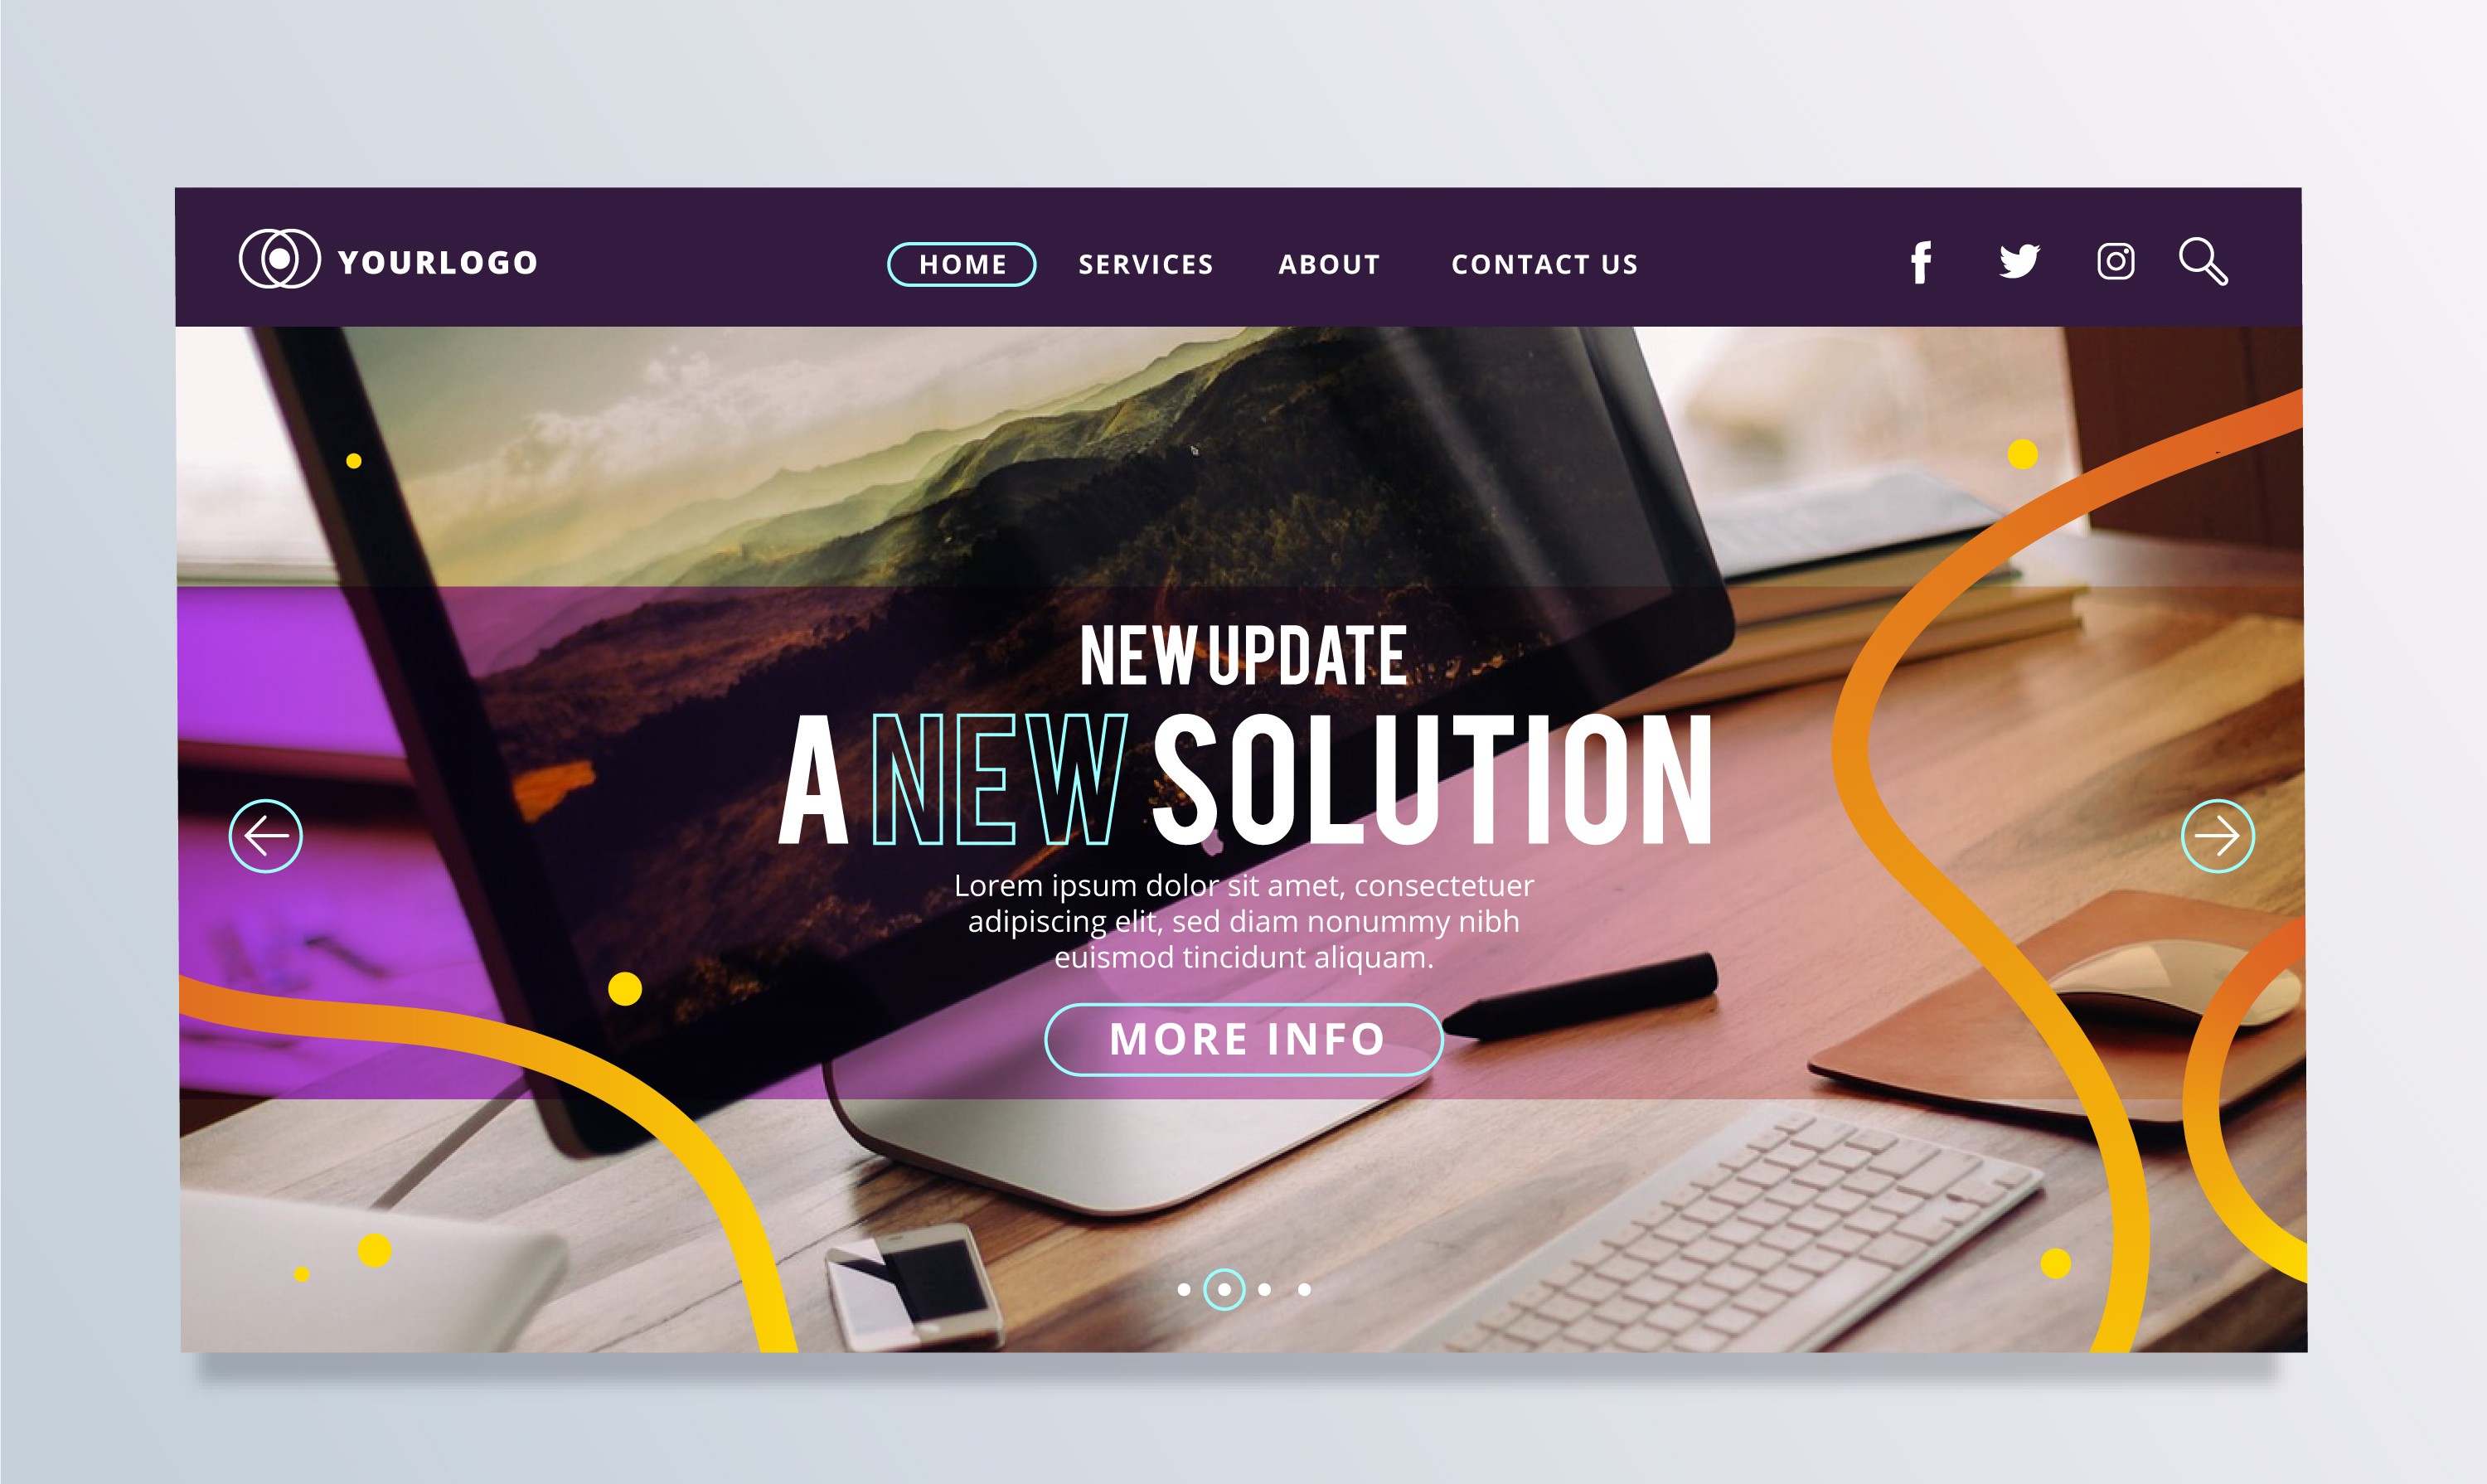 YOURLOGO
HOME SERVICES ABOUT CONTACT US
NEW UPDATE
A NEW SOLUTION
Lorem ipsum dolor sit amet, consectetuer
adipiscing elit, sed diam nonummy nibh
euismod tincidunt aliquam.
MORE INFO